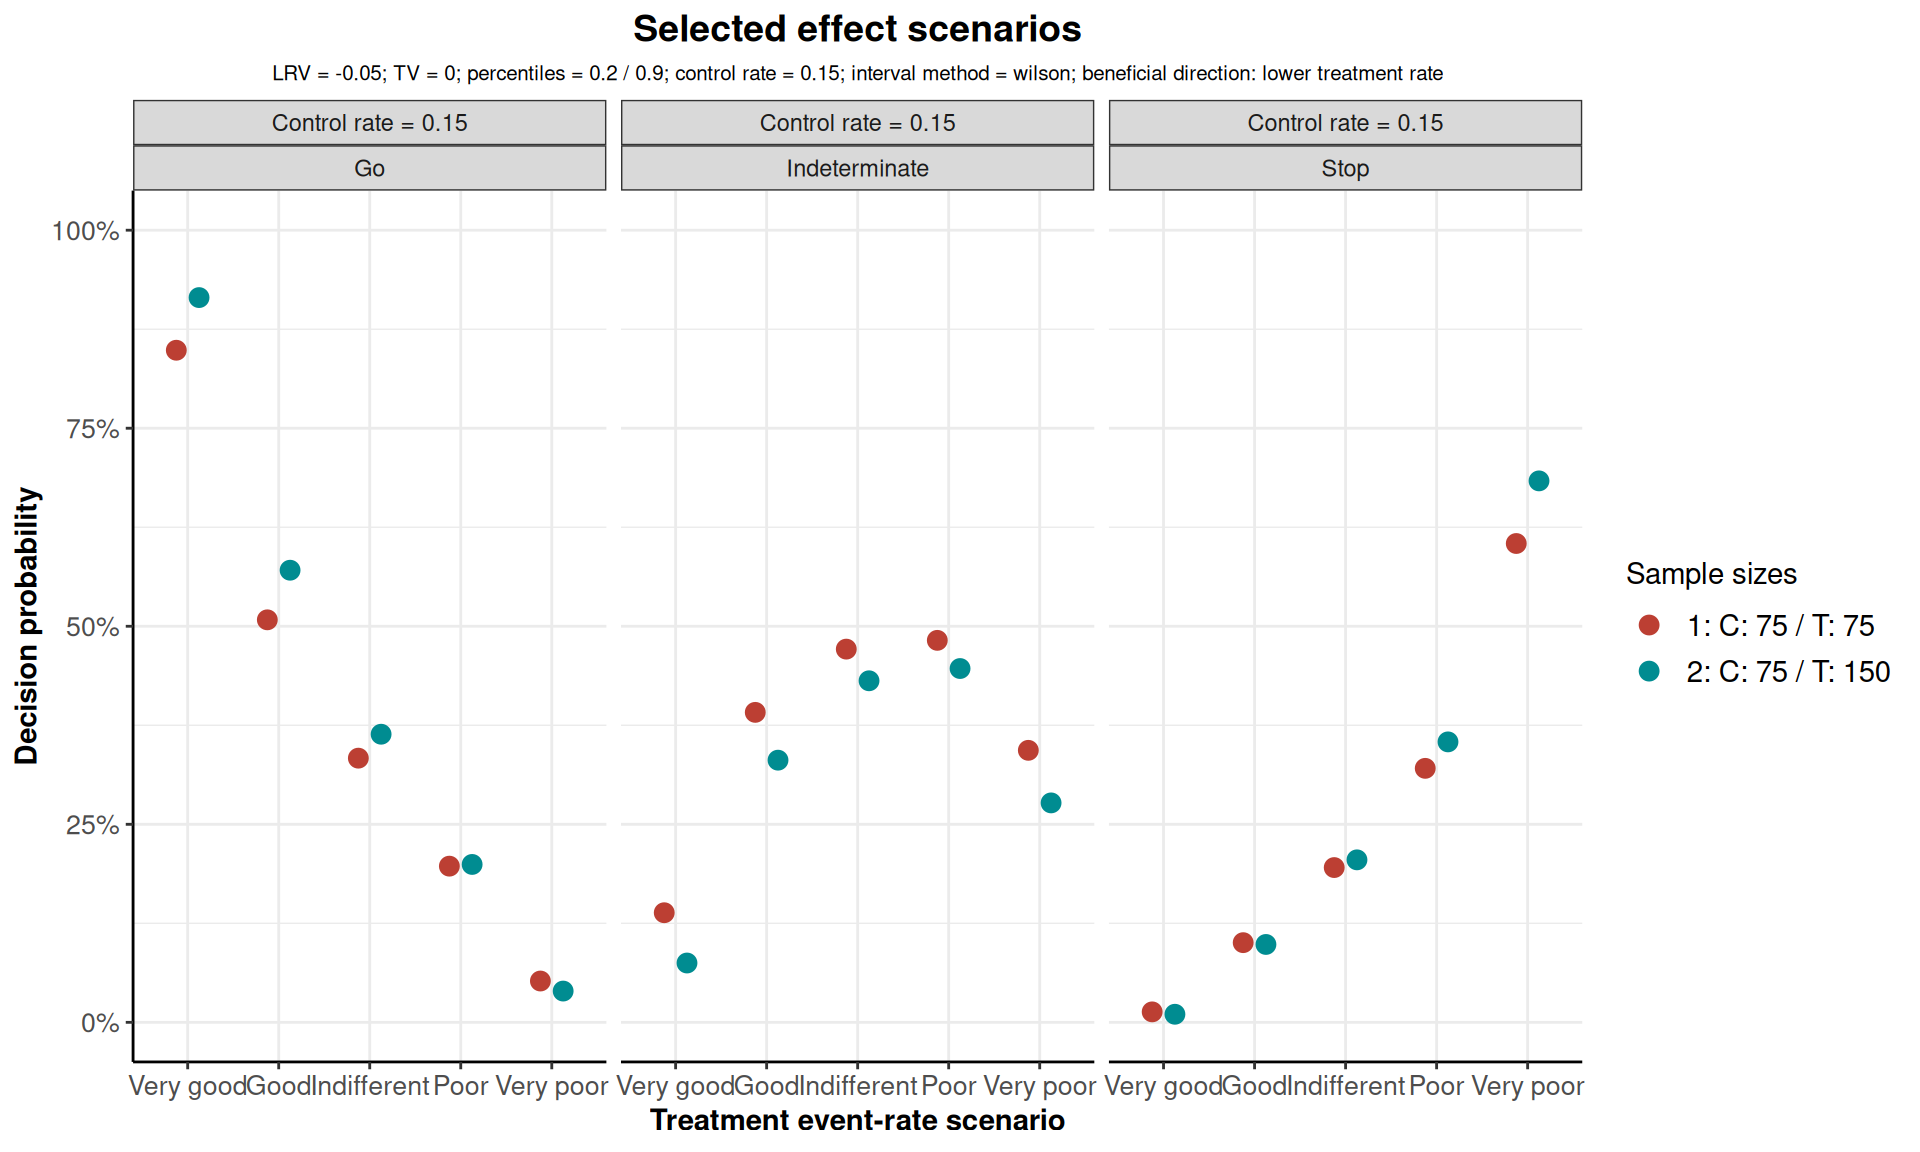 Selected effect scenarios
LRV = -0.05; TV = 0; percentiles = 0.2 / 0.9; control rate = 0.15; interval method = wilson; beneficial direction: lower treatment rate
Control rate = 0.15
Go
Control rate = 0.15
Indeterminate
Control rate = 0.15
Stop
Decision probability
100%
75%
50%
25%
0%
Very good Good Indifferent Poor Very poor
Very good Good Indifferent Poor Very poor
Very good Good Indifferent Poor Very poor
Treatment event-rate scenario
Sample sizes
1: C: 75 / T: 75
2: C: 75 / T: 150